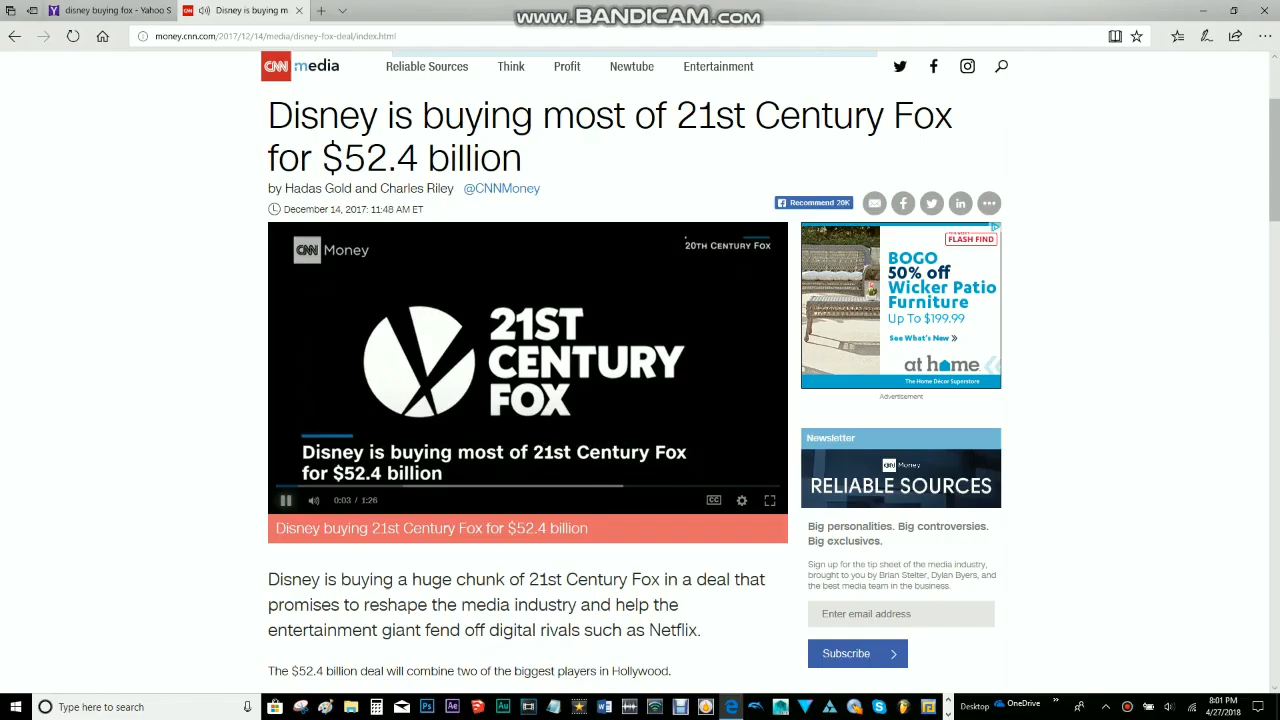 www.BANDICAM.com
disney buying fox - Yahoo S
Disney is buying mos
money.cnn.com/2017/12/14/media/disney-fox-deal/index.html
CNN media
Reliable Sources
Think
Profit
Newtube
Entertainment
Disney is buying most of 21st Century Fox
for $52.4 billion
by Hadas Gold and Charles Riley @CNNMoney
December 14, 2017: 11:48 AM ET
Recommend 20K
CNN Money
20TH CENTURY FOX
21ST
CENTURY
FOX
Disney is buying most of 21st Century Fox
for $52.4 billion
0:03 / 1:26
CC
Disney buying 21st Century Fox for $52.4 billion
FLASH FIND
BOGO
50% off
Wicker Patio
Furniture
Up To $199.99
See What's New »
at home
The Home Décor Superstore
Advertisement
Newsletter
CNN Money
RELIABLE SOURCES
Big personalities. Big controversies.
Big exclusives.
Sign up for the tip sheet of the media industry,
brought to you by Brian Stelter, Dylan Byers, and
the best media team in the business.
Enter email address
Subscribe
Disney is buying a huge chunk of 21st Century Fox in a deal that
promises to reshape the media industry and help the
entertainment giant fend off digital rivals such as Netflix.
The $52.4 billion deal will combine two of the biggest players in Hollywood.
Type here to search
Ps
Ae
Au
Desktop
OneDrive
8:01 PM
4/27/2018